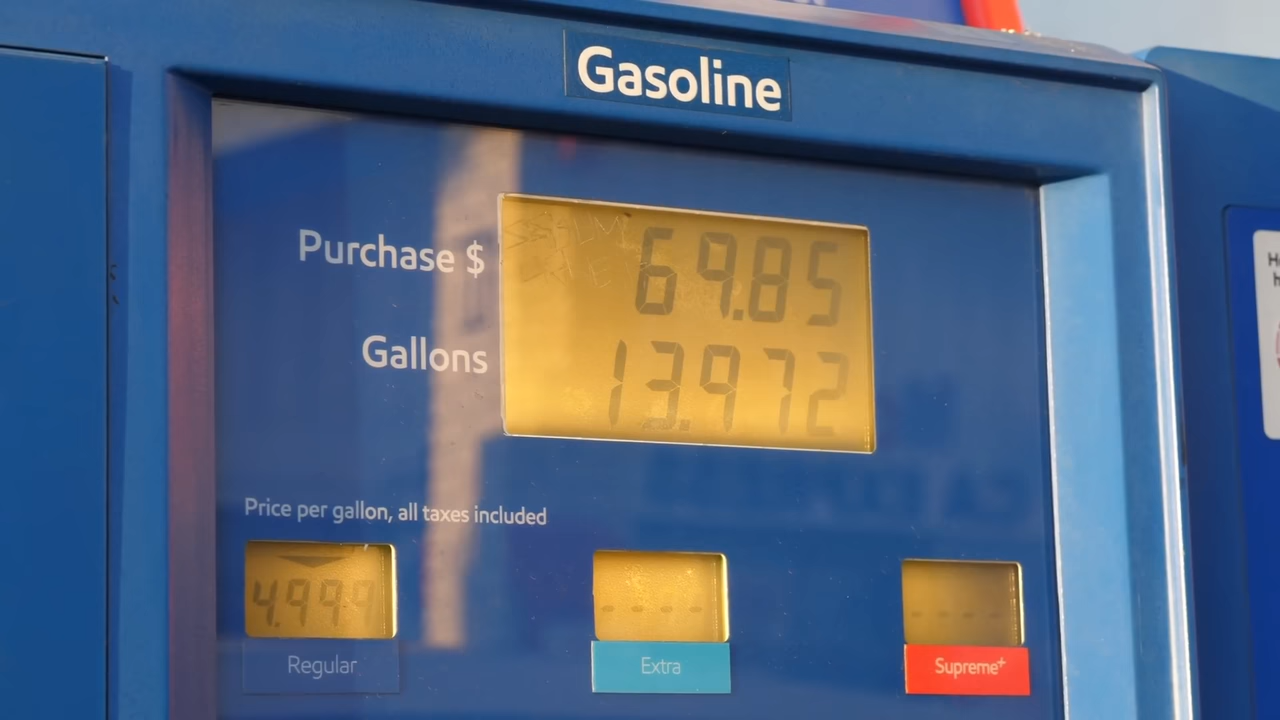 Gasoline
Purchase $ 69.85
Gallons 13.972
Price per gallon, all taxes included
4.999
Regular
Extra
Supreme+